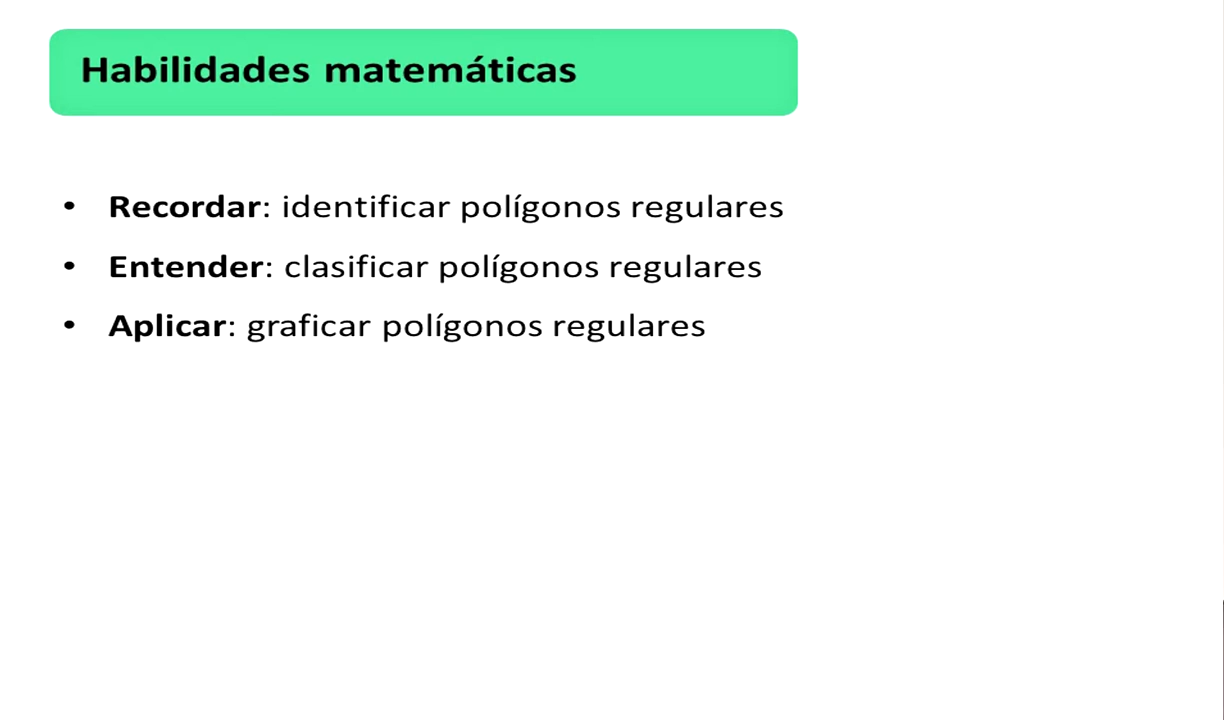 Habilidades matemáticas
• Recordar: identificar polígonos regulares
• Entender: clasificar polígonos regulares
• Aplicar: graficar polígonos regulares